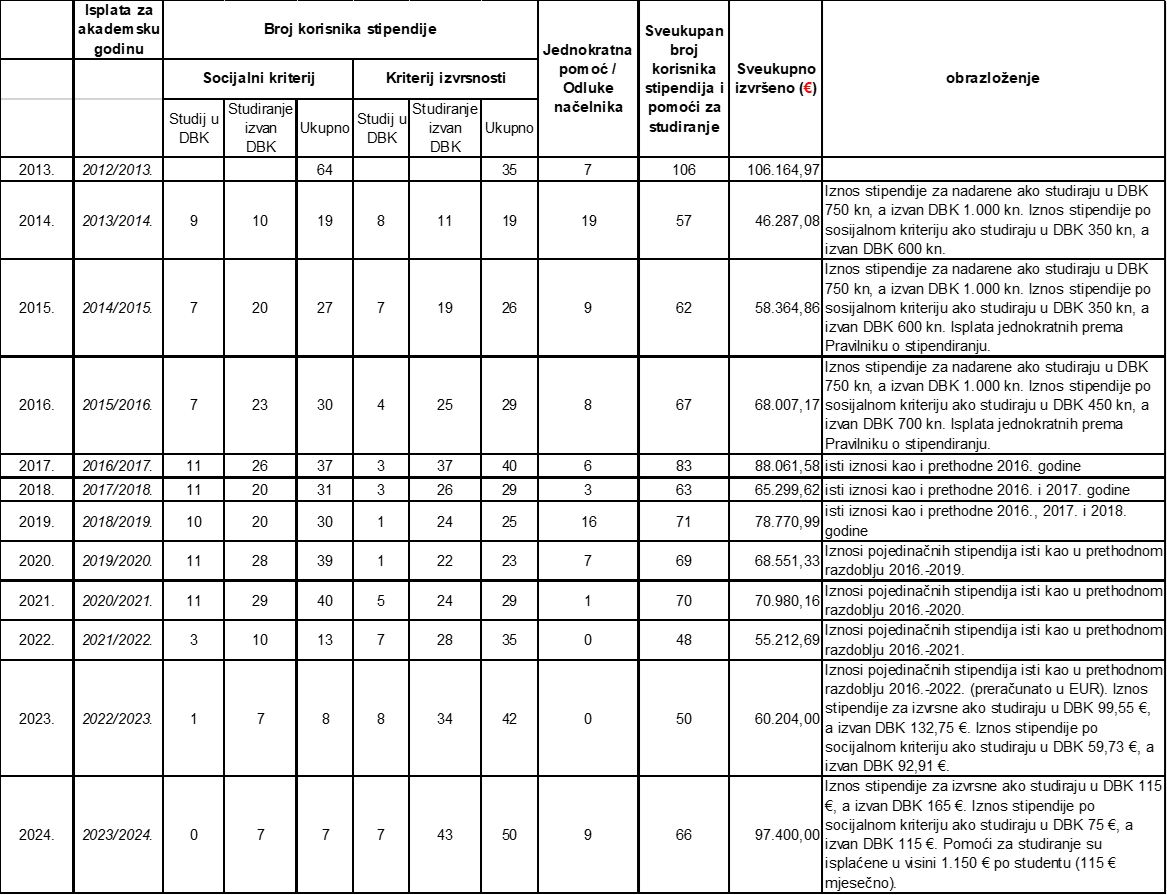 Isplata za
akademsku
godinu
Broj korisnika stipendije
Jednokratna
pomoć /
Odluke
načelnika
Sveukupan
broj
korisnika
stipendija i
pomoći za
studiranje
Sveukupno
izvršeno (€)
obrazloženje
Socijalni kriterij
Kriterij izvrsnosti
Studij u
DBK
Studiranje
izvan
DBK
Ukupno
Studij u
DBK
Studiranje
izvan
DBK
Ukupno
2013. 2012/2013. 64 35 7 106 106.164,97
2014. 2013/2014. 9 10 19 8 11 19 19 57 46.287,08
Iznos stipendije za nadarene ako studiraju u DBK
750 kn, a izvan DBK 1.000 kn. Iznos stipendije po
sosijalnom kriteriju ako studiraju u DBK 350 kn, a
izvan DBK 600 kn.
2015. 2014/2015. 7 20 27 7 19 26 9 62 58.364,86
Iznos stipendije za nadarene ako studiraju u DBK
750 kn, a izvan DBK 1.000 kn. Iznos stipendije po
sosijalnom kriteriju ako studiraju u DBK 350 kn, a
izvan DBK 600 kn. Isplata jednokratnih prema
Pravilniku o stipendiranju.
2016. 2015/2016. 7 23 30 4 25 29 8 67 68.007,17
Iznos stipendije za nadarene ako studiraju u DBK
750 kn, a izvan DBK 1.000 kn. Iznos stipendije po
sosijalnom kriteriju ako studiraju u DBK 450 kn, a
izvan DBK 700 kn. Isplata jednokratnih prema
Pravilniku o stipendiranju.
2017. 2016/2017. 11 26 37 3 37 40 6 83 88.061,58 isti iznosi kao i prethodne 2016. godine
2018. 2017/2018. 11 20 31 3 26 29 3 63 65.299,62 isti iznosi kao i prethodne 2016. i 2017. godine
2019. 2018/2019. 10 20 30 1 24 25 16 71 78.770,99
isti iznosi kao i prethodne 2016., 2017. i 2018.
godine
2020. 2019/2020. 11 28 39 1 22 23 7 69 68.551,33
Iznosi pojedinačnih stipendija isti kao u prethodnom
razdoblju 2016.-2019.
2021. 2020/2021. 11 29 40 5 24 29 1 70 70.980,16
Iznosi pojedinačnih stipendija isti kao u prethodnom
razdoblju 2016.-2020.
2022. 2021/2022. 3 10 13 7 28 35 0 48 55.212,69
Iznosi pojedinačnih stipendija isti kao u prethodnom
razdoblju 2016.-2021.
2023. 2022/2023. 1 7 8 8 34 42 0 50 60.204,00
Iznosi pojedinačnih stipendija isti kao u prethodnom
razdoblju 2016.-2022. (preračunato u EUR). Iznos
stipendije za izvrsne ako studiraju u DBK 99,55 €,
a izvan DBK 132,75 €. Iznos stipendije po
socijalnom kriteriju ako studiraju u DBK 59,73 €, a
izvan DBK 92,91 €.
2024. 2023/2024. 0 7 7 7 43 50 9 66 97.400,00
Iznos stipendije za izvrsne ako studiraju u DBK 115
€, a izvan DBK 165 €. Iznos stipendije po
socijalnom kriteriju ako studiraju u DBK 75 €, a
izvan DBK 115 €. Pomoći za studiranje su
isplaćene u visini 1.150 € po studentu (115 €
mjesečno).